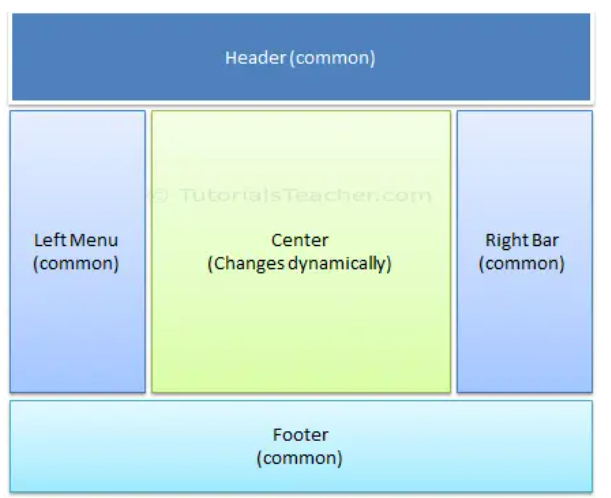 Header (common)
© TutorialsTeacher.com
Left Menu
(common)
Center
(Changes dynamically)
Right Bar
(common)
Footer
(common)